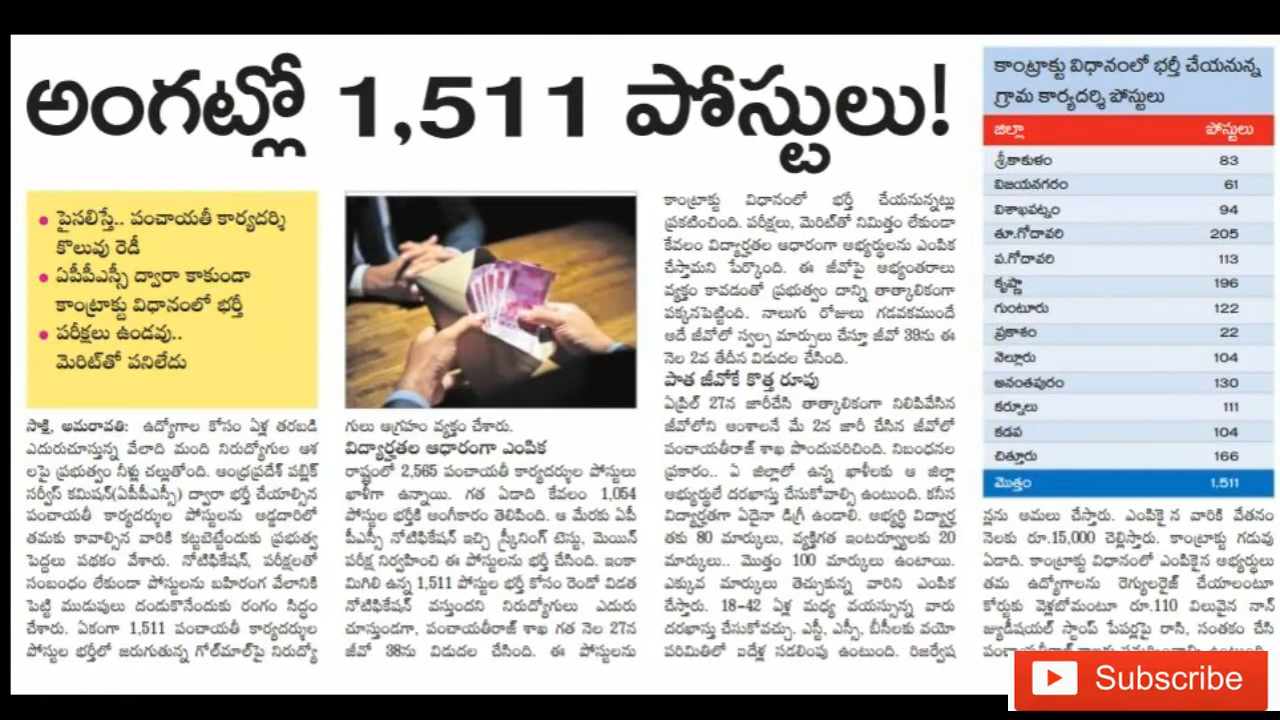 అంగట్లో 1,511 పోస్టులు!
• పైసలిస్తే.. పంచాయతీ కార్యదర్శి
కొలువు రెడీ
• ఏపీపీఎస్సీ ద్వారా కాకుండా
కాంట్రాక్టు విధానంలో భర్తీ
• పరీక్షలు ఉండవు..
మెరిట్‌తో పనిలేదు
సాక్షి, అమరావతి: ఉద్యోగాల కోసం ఏళ్ల తరబడి
ఎదురుచూస్తున్న వేలాది మంది నిరుద్యోగుల ఆశ
లపై ప్రభుత్వం నీళ్లు చల్లుతోంది. ఆంధ్రప్రదేశ్ పబ్లిక్
సర్వీస్ కమిషన్(ఏపీపీఎస్సీ) ద్వారా భర్తీ చేయాల్సిన
పంచాయతీ కార్యదర్శుల పోస్టులను అడ్డదారిలో
తమకు కావాల్సిన వారికి కట్టబెట్టేందుకు ప్రభుత్వ
పెద్దలు పథకం వేశారు. నోటిఫికేషన్, పరీక్షలతో
సంబంధం లేకుండా పోస్టులను బహిరంగ వేలానికి
పెట్టి ముడుపులు దండుకొనేందుకు రంగం సిద్ధం
చేశారు. ఏకంగా 1,511 పంచాయతీ కార్యదర్శుల
పోస్టుల భర్తీలో జరుగుతున్న గోల్‌మాల్‌పై నిరుద్యో
గులు ఆగ్రహం వ్యక్తం చేశారు.
విద్యార్హతల ఆధారంగా ఎంపిక
రాష్ట్రంలో 2,565 పంచాయతీ కార్యదర్శుల పోస్టులు
ఖాళీగా ఉన్నాయి. గత ఏడాది కేవలం 1,054
పోస్టుల భర్తీకి అంగీకారం తెలిపింది. ఆ మేరకు ఏపీ
పీఎస్సీ నోటిఫికేషన్ ఇచ్చి స్క్రీనింగ్ టెస్టు, మెయిన్
పరీక్ష నిర్వహించి ఈ పోస్టులను భర్తీ చేసింది. ఇంకా
మిగిలి ఉన్న 1,511 పోస్టుల భర్తీ కోసం రెండో విడత
నోటిఫికేషన్ వస్తుందని నిరుద్యోగులు ఎదురు
చూస్తుండగా, పంచాయతీరాజ్ శాఖ గత నెల 27న
జీవో 38ను విడుదల చేసింది. ఈ పోస్టులను
కాంట్రాక్టు విధానంలో భర్తీ చేయనున్నట్లు
ప్రకటించింది. పరీక్షలు, మెరిట్‌తో నిమిత్తం లేకుండా
కేవలం విద్యార్హతల ఆధారంగా అభ్యర్థులను ఎంపిక
చేస్తామని పేర్కొంది. ఈ జీవోపై అభ్యంతరాలు
వ్యక్తం కావడంతో ప్రభుత్వం దాన్ని తాత్కాలికంగా
పక్కనపెట్టింది. నాలుగు రోజులు గడవకముందే
అదే జీవోలో స్వల్ప మార్పులు చేస్తూ జీవో 39ను ఈ
నెల 2వ తేదీన విడుదల చేసింది.
పాత జీవోకే కొత్త రూపు
ఏప్రిల్ 27న జారీచేసి తాత్కాలికంగా నిలిపివేసిన
జీవోలోని అంశాలనే మే 2న జారీ చేసిన జీవోలో
పంచాయతీరాజ్ శాఖ పొందుపరిచింది. నిబంధనల
ప్రకారం.. ఏ జిల్లాలో ఉన్న ఖాళీలకు ఆ జిల్లా
అభ్యర్థులే దరఖాస్తు చేసుకోవాల్సి ఉంటుంది. కనీస
విద్యార్హతగా ఏదైనా డిగ్రీ ఉండాలి. అభ్యర్థి విద్యార్హ
తకు 80 మార్కులు, వ్యక్తిగత ఇంటర్వ్యూలకు 20
మార్కులు.. మొత్తం 100 మార్కులు ఉంటాయి.
ఎక్కువ మార్కులు తెచ్చుకున్న వారిని ఎంపిక
చేస్తారు. 18-42 ఏళ్ల మధ్య వయస్సున్న వారు
దరఖాస్తు చేసుకోవచ్చు. ఎస్టీ, ఎస్సీ, బీసీలకు వయో
పరిమితిలో ఐదేళ్ల సడలింపు ఉంటుంది. రిజర్వేష
కాంట్రాక్టు విధానంలో భర్తీ చేయనున్న
గ్రామ కార్యదర్శి పోస్టులు
జిల్లా పోస్టులు
శ్రీకాకుళం 83
విజయనగరం 61
విశాఖపట్నం 94
తూ.గోదావరి 205
ప.గోదావరి 113
కృష్ణా 196
గుంటూరు 122
ప్రకాశం 22
నెల్లూరు 104
అనంతపురం 130
కర్నూలు 111
కడప 104
చిత్తూరు 166
మొత్తం 1,511
న్లను అమలు చేస్తారు. ఎంపికైన వారికి వేతనం
నెలకు రూ.15,000 చెల్లిస్తారు. కాంట్రాక్టు గడువు
ఏడాది. కాంట్రాక్టు విధానంలో ఎంపికైన అభ్యర్థులు
తమ ఉద్యోగాలను రెగ్యులరైజ్ చేయాలంటూ
కోర్టుకు వెళ్లబోమంటూ రూ.110 విలువైన నాన్
జ్యుడీషియల్ స్టాంప్ పేపర్లపై రాసి, సంతకం చేసి
Subscribe